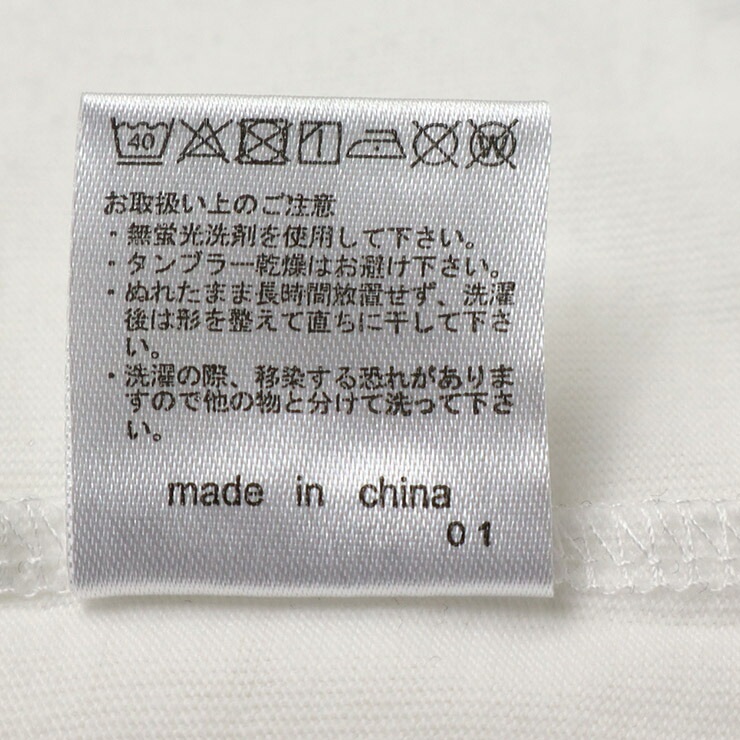 40
W
お取扱い上のご注意
・無蛍光洗剤を使用して下さい。
・タンブラー乾燥はお避け下さい。
・ぬれたまま長時間放置せず、洗濯
後は形を整えて直ちに干して下さ
い。
・洗濯の際、移染する恐れがありま
すので他の物と分けて洗って下さ
い。
made in china
01